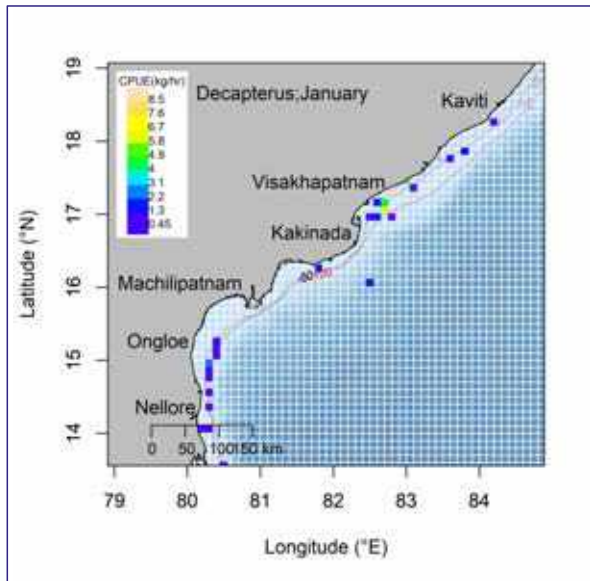 CPUE(kg/hr)
8.5
7.6
6.7
5.8
4.9
4
3.1
2.2
1.3
0.45
Decapterus;January
Kaviti
Visakhapatnam
Kakinada
Machilipatnam
Ongloe
Nellore
0 50 100150 km
19
18
17
16
15
14
Latitude (°N)
79 80 81 82 83 84
Longitude (°E)